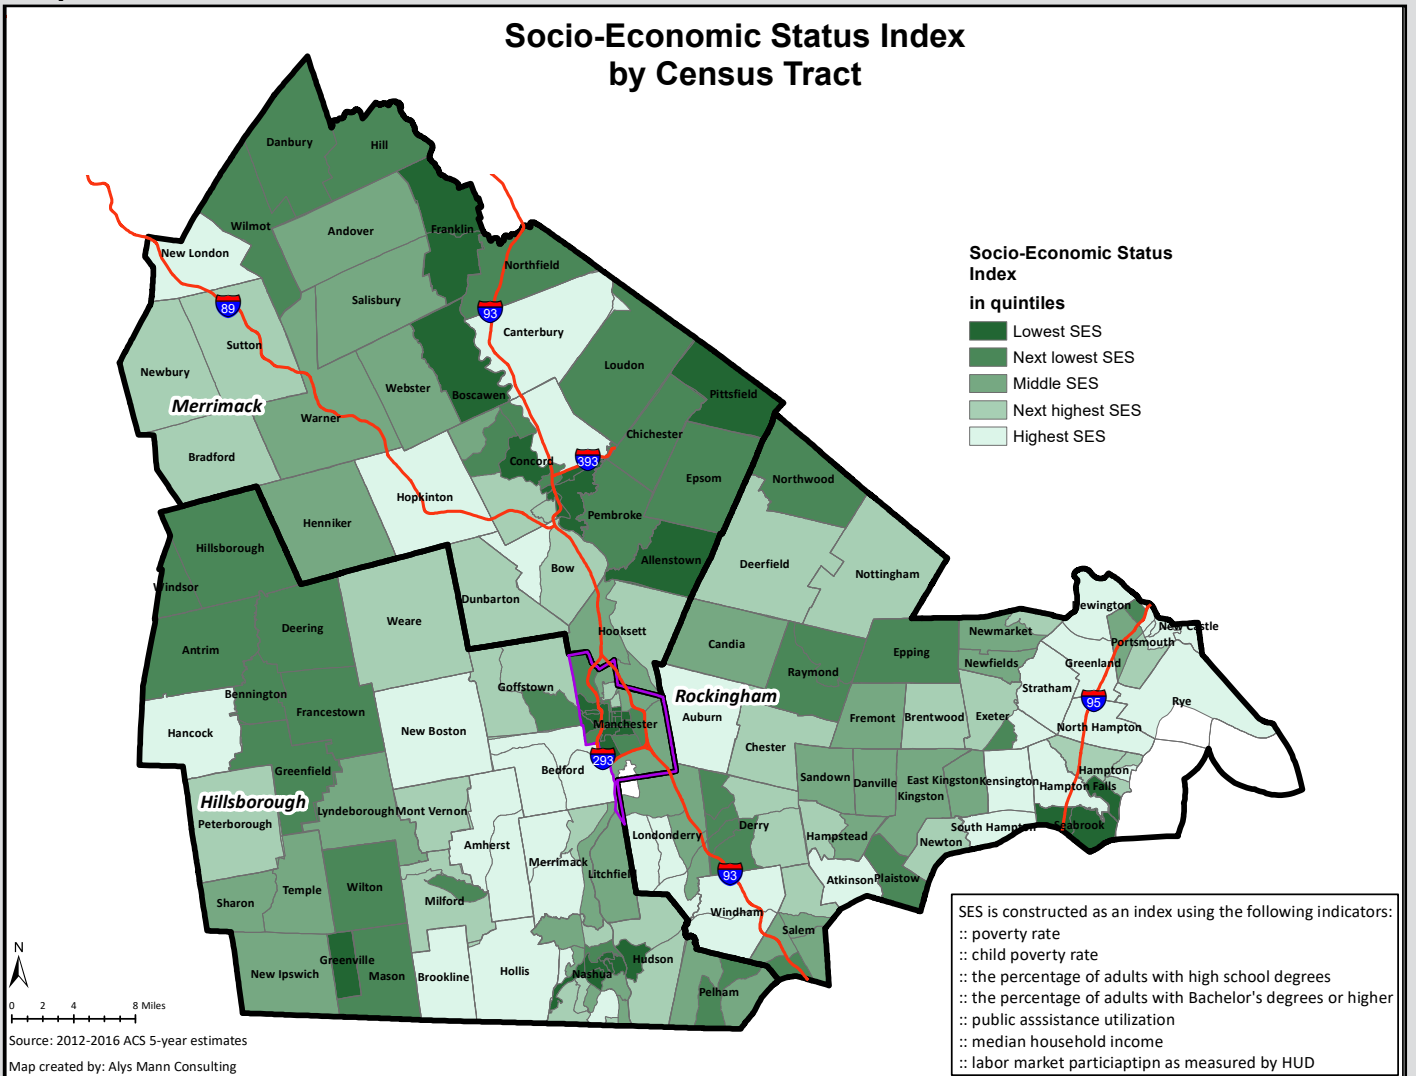 Socio-Economic Status Index
by Census Tract
Danbury
Hill
Wilmot
Andover
Franklin
New London
Northfield
89
Salisbury
93
Canterbury
Sutton
Newbury
Webster
Boscawen
Loudon
Pittsfield
Merrimack
Warner
Chichester
Bradford
Concord
393
Hopkinton
Epsom
Northwood
Henniker
Pembroke
Hillsborough
Allenstown
Windsor
Bow
Deerfield
Nottingham
Dunbarton
Deering
Weare
Hooksett
Antrim
Candia
Raymond
Epping
Newmarket
Newfields
ewington
New Castle
Portsmouth
Greenland
Bennington
Francestown
Goffstown
Rockingham
Stratham
95
Rye
Hancock
New Boston
Manchester
Auburn
Fremont
Brentwood
Exeter
North Hampton
Chester
Greenfield
Bedford
293
Sandown
Danville
East Kingston
Kingston
Kensington
Hampton
Hampton Falls
Hillsborough
Peterborough
Lyndeborough
Mont Vernon
Derry
Londonderry
Hampstead
South Hampton
Seabrook
Newton
Amherst
Merrimack
Litchfield
93
Atkinson
Plaistow
Sharon
Temple
Wilton
Milford
Windham
Salem
New Ipswich
Greenville
Mason
Brookline
Hollis
Nashua
Hudson
Pelham
Socio-Economic Status
Index
in quintiles
Lowest SES
Next lowest SES
Middle SES
Next highest SES
Highest SES
SES is constructed as an index using the following indicators:
:: poverty rate
:: child poverty rate
:: the percentage of adults with high school degrees
:: the percentage of adults with Bachelor's degrees or higher
:: public asssistance utilization
:: median household income
:: labor market particiaptipn as measured by HUD
N
0 2 4 8 Miles
Source: 2012-2016 ACS 5-year estimates
Map created by: Alys Mann Consulting